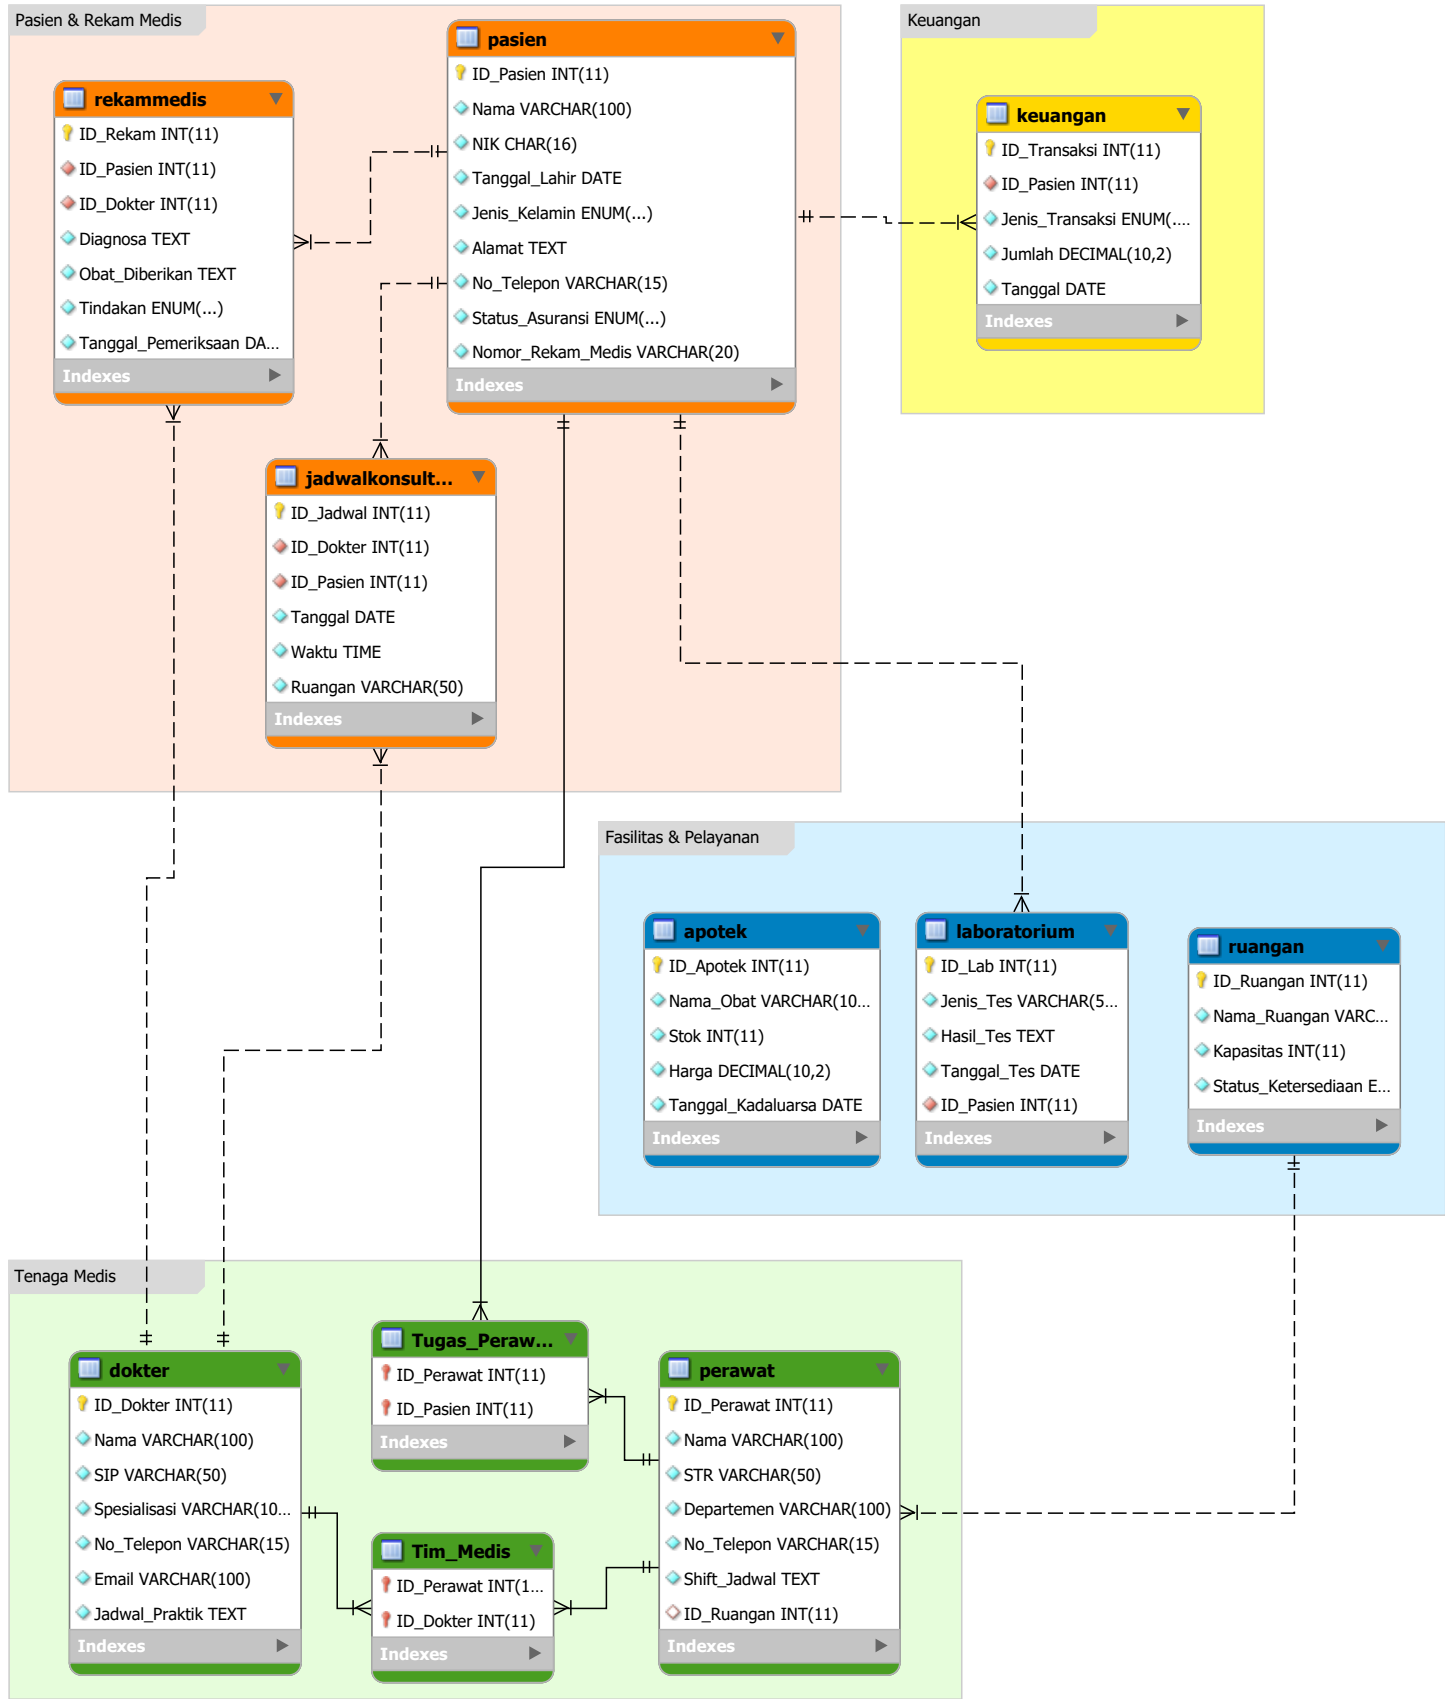 Pasien & Rekam Medis
pasien
ID_Pasien INT(11)
Nama VARCHAR(100)
NIK CHAR(16)
Tanggal_Lahir DATE
Jenis_Kelamin ENUM(...)
Alamat TEXT
No_Telepon VARCHAR(15)
Status_Asuransi ENUM(...)
Nomor_Rekam_Medis VARCHAR(20)
Indexes
rekammedis
ID_Rekam INT(11)
ID_Pasien INT(11)
ID_Dokter INT(11)
Diagnosa TEXT
Obat_Diberikan TEXT
Tindakan ENUM(...)
Tanggal_Pemeriksaan DA...
Indexes
jadwalkonsult...
ID_Jadwal INT(11)
ID_Dokter INT(11)
ID_Pasien INT(11)
Tanggal DATE
Waktu TIME
Ruangan VARCHAR(50)
Indexes
Keuangan
keuangan
ID_Transaksi INT(11)
ID_Pasien INT(11)
Jenis_Transaksi ENUM(....
Jumlah DECIMAL(10,2)
Tanggal DATE
Indexes
Fasilitas & Pelayanan
apotek
ID_Apotek INT(11)
Nama_Obat VARCHAR(10...
Stok INT(11)
Harga DECIMAL(10,2)
Tanggal_Kadaluarsa DATE
Indexes
laboratorium
ID_Lab INT(11)
Jenis_Tes VARCHAR(5...
Hasil_Tes TEXT
Tanggal_Tes DATE
ID_Pasien INT(11)
Indexes
ruangan
ID_Ruangan INT(11)
Nama_Ruangan VARC...
Kapasitas INT(11)
Status_Ketersediaan E...
Indexes
Tenaga Medis
dokter
ID_Dokter INT(11)
Nama VARCHAR(100)
SIP VARCHAR(50)
Spesialisasi VARCHAR(10...
No_Telepon VARCHAR(15)
Email VARCHAR(100)
Jadwal_Praktik TEXT
Indexes
Tugas_Peraw...
ID_Perawat INT(11)
ID_Pasien INT(11)
Indexes
Tim_Medis
ID_Perawat INT(1...
ID_Dokter INT(11)
Indexes
perawat
ID_Perawat INT(11)
Nama VARCHAR(100)
STR VARCHAR(50)
Departemen VARCHAR(100)
No_Telepon VARCHAR(15)
Shift_Jadwal TEXT
ID_Ruangan INT(11)
Indexes